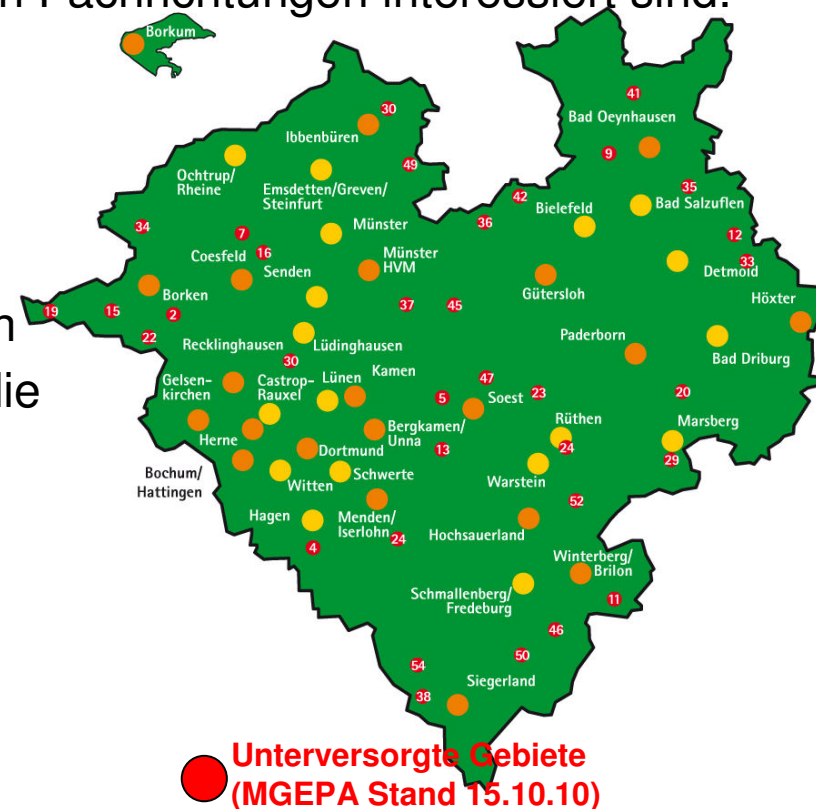 n Fachrichtungen interessiert sind.
Borkum
41
30
Ibbenbüren
Bad Oeynhausen
9
49
Ochtrup/
Rheine
Emsdetten/Greven/
Steinfurt
35
42
Bad Salzuflen
34
7
Münster
36
Bielefeld
12
16
Coesfeld
Münster
HVM
33
Senden
Detmold
Borken
Gütersloh
Höxter
19
15
2
37
45
n
22
Recklinghausen
Lüdinghausen
Paderborn
Bad Driburg
30
die
Gelsen-
kirchen
Castrop-
Rauxel
Lünen
Kamen
47
5
Soest
23
20
Herne
Bergkamen/
Unna
Rüthen
Marsberg
Dortmund
13
24
29
Bochum/
Hattingen
Witten
Schwerte
Warstein
52
Hagen
Menden/
Iserlohn
24
Hochsauerland
4
Winterberg/
Brilon
Schmallenberg/
Fredeburg
11
46
50
54
Siegerland
38
Unterversorgte Gebiete
(MGEPA Stand 15.10.10)